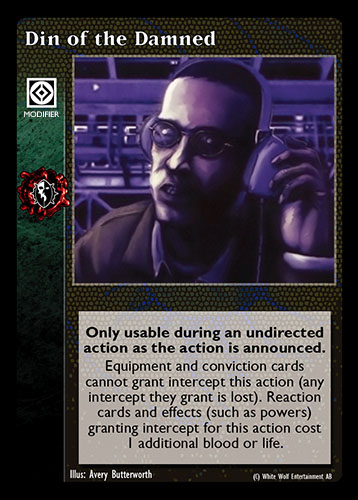 Din of the Damned
MODIFIER
Only usable during an undirected
action as the action is announced.
Equipment and conviction cards
cannot grant intercept this action (any
intercept they grant is lost). Reaction
cards and effects (such as powers)
granting intercept for this action cost
1 additional blood or life.
Illus: Avery Butterworth
(C) White Wolf Entertainment AB